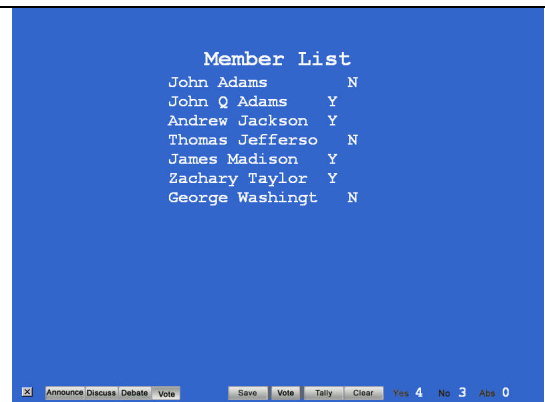 Member List
John Adams N
John Q Adams Y
Andrew Jackson Y
Thomas Jefferso N
James Madison Y
Zachary Taylor Y
George Washingt N
X Announce Discuss Debate Vote Save Vote Tally Clear Yes 4 No 3 Abs 0